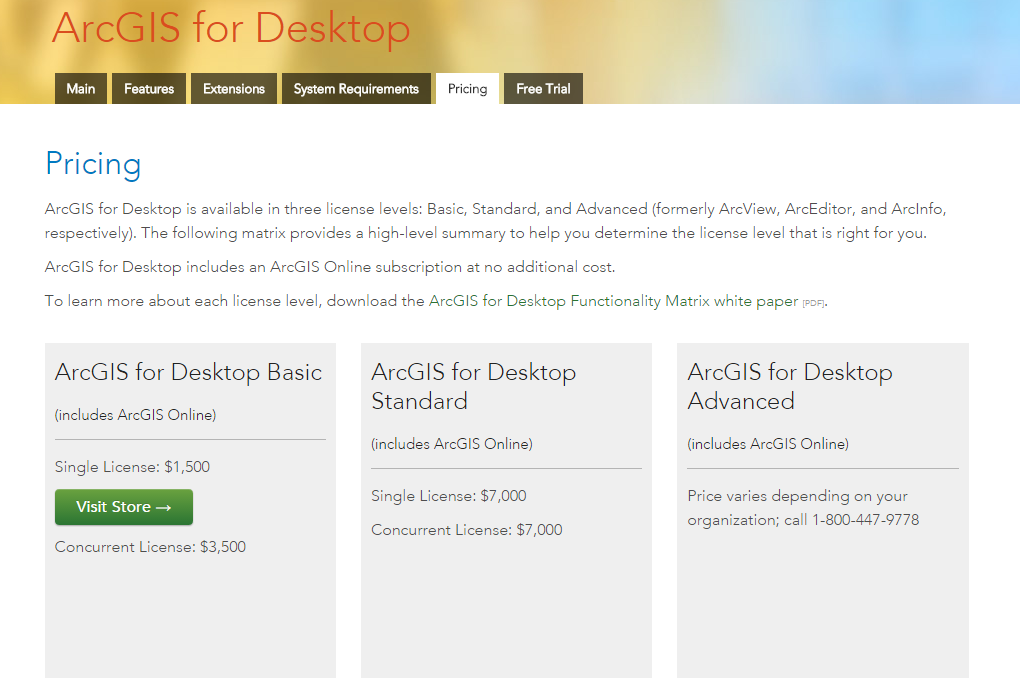 ArcGIS for Desktop
Main
Features
Extensions
System Requirements
Pricing
Free Trial
Pricing
ArcGIS for Desktop is available in three license levels: Basic, Standard, and Advanced (formerly ArcView, ArcEditor, and ArcInfo,
respectively). The following matrix provides a high-level summary to help you determine the license level that is right for you.
ArcGIS for Desktop includes an ArcGIS Online subscription at no additional cost.
To learn more about each license level, download the ArcGIS for Desktop Functionality Matrix white paper [PDF].
ArcGIS for Desktop Basic
(includes ArcGIS Online)
Single License: $1,500
Visit Store →
Concurrent License: $3,500
ArcGIS for Desktop
Standard
(includes ArcGIS Online)
Single License: $7,000
Concurrent License: $7,000
ArcGIS for Desktop
Advanced
(includes ArcGIS Online)
Price varies depending on your
organization; call 1-800-447-9778